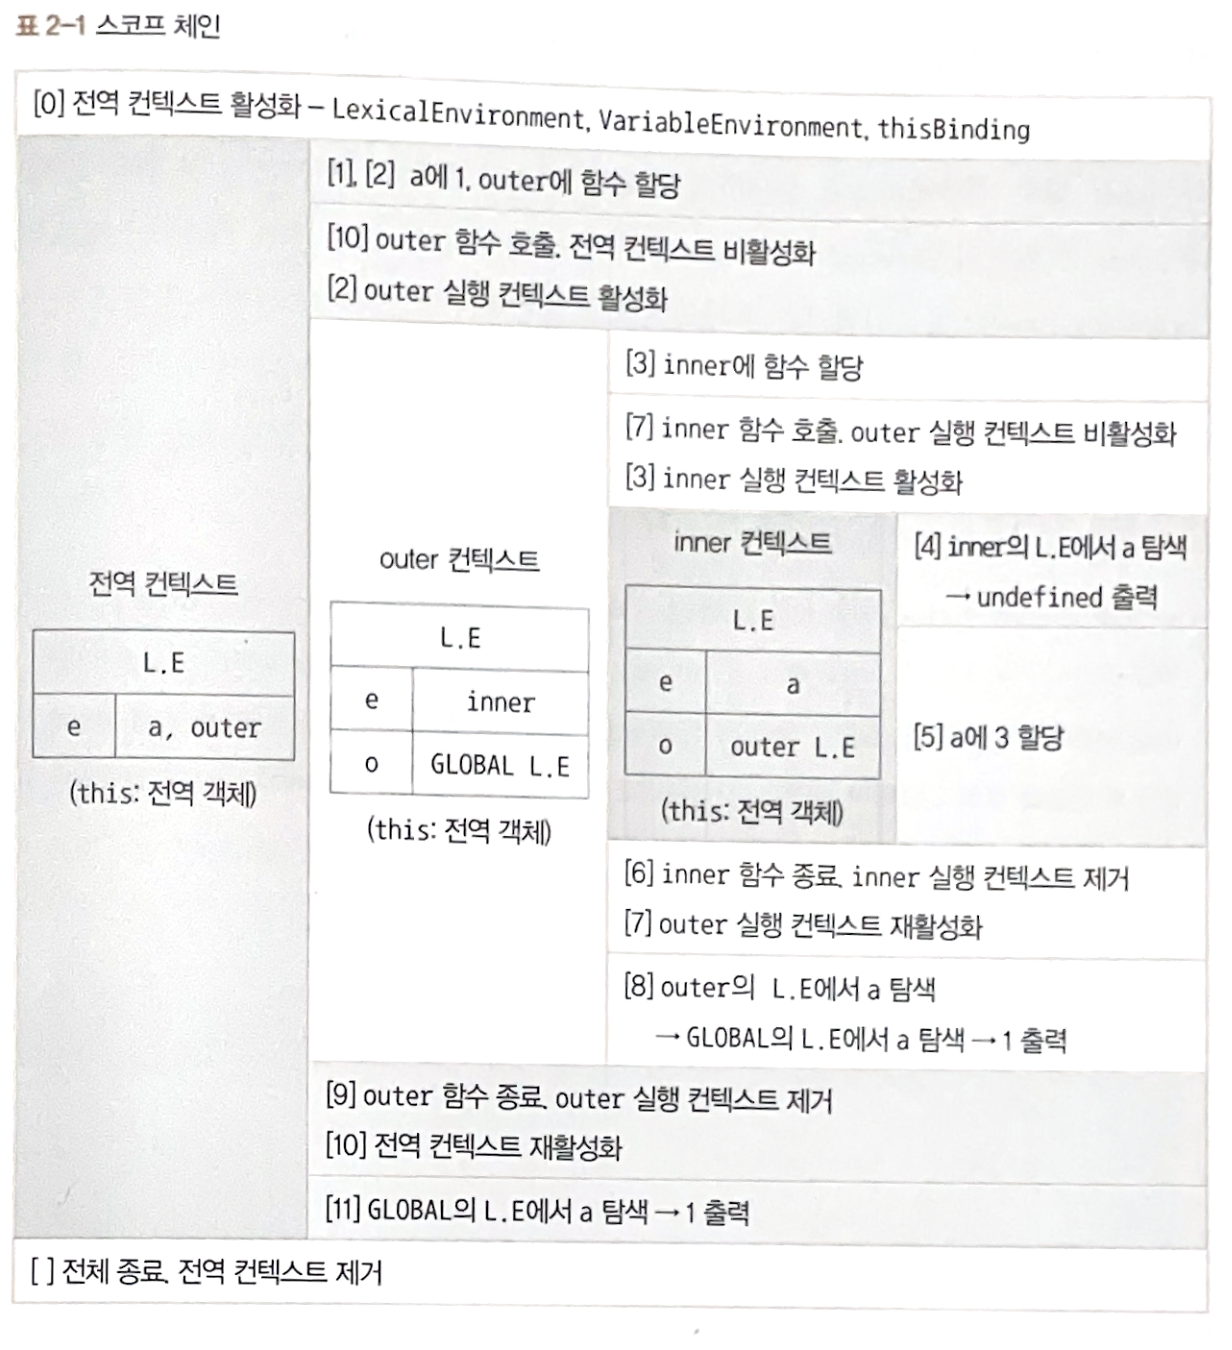 표 2-1 스코프 체인
[0] 전역 컨텍스트 활성화 – LexicalEnvironment, VariableEnvironment, thisBinding
[1], [2] a에 1, outer에 함수 할당
[10] outer 함수 호출. 전역 컨텍스트 비활성화
[2] outer 실행 컨텍스트 활성화
[3] inner에 함수 할당
[7] inner 함수 호출. outer 실행 컨텍스트 비활성화
[3] inner 실행 컨텍스트 활성화
전역 컨텍스트
L.E
e a, outer
(this: 전역 객체)
outer 컨텍스트
L.E
e inner
o GLOBAL L.E
(this: 전역 객체)
inner 컨텍스트
L.E
e a
o outer L.E
(this: 전역 객체)
[4] inner의 L.E에서 a 탐색
→ undefined 출력
[5] a에 3 할당
[6] inner 함수 종료. inner 실행 컨텍스트 제거
[7] outer 실행 컨텍스트 재활성화
[8] outer의 L.E에서 a 탐색
→ GLOBAL의 L.E에서 a 탐색 → 1 출력
[9] outer 함수 종료. outer 실행 컨텍스트 제거
[10] 전역 컨텍스트 재활성화
[11] GLOBAL의 L.E에서 a 탐색 → 1 출력
[ ] 전체 종료. 전역 컨텍스트 제거